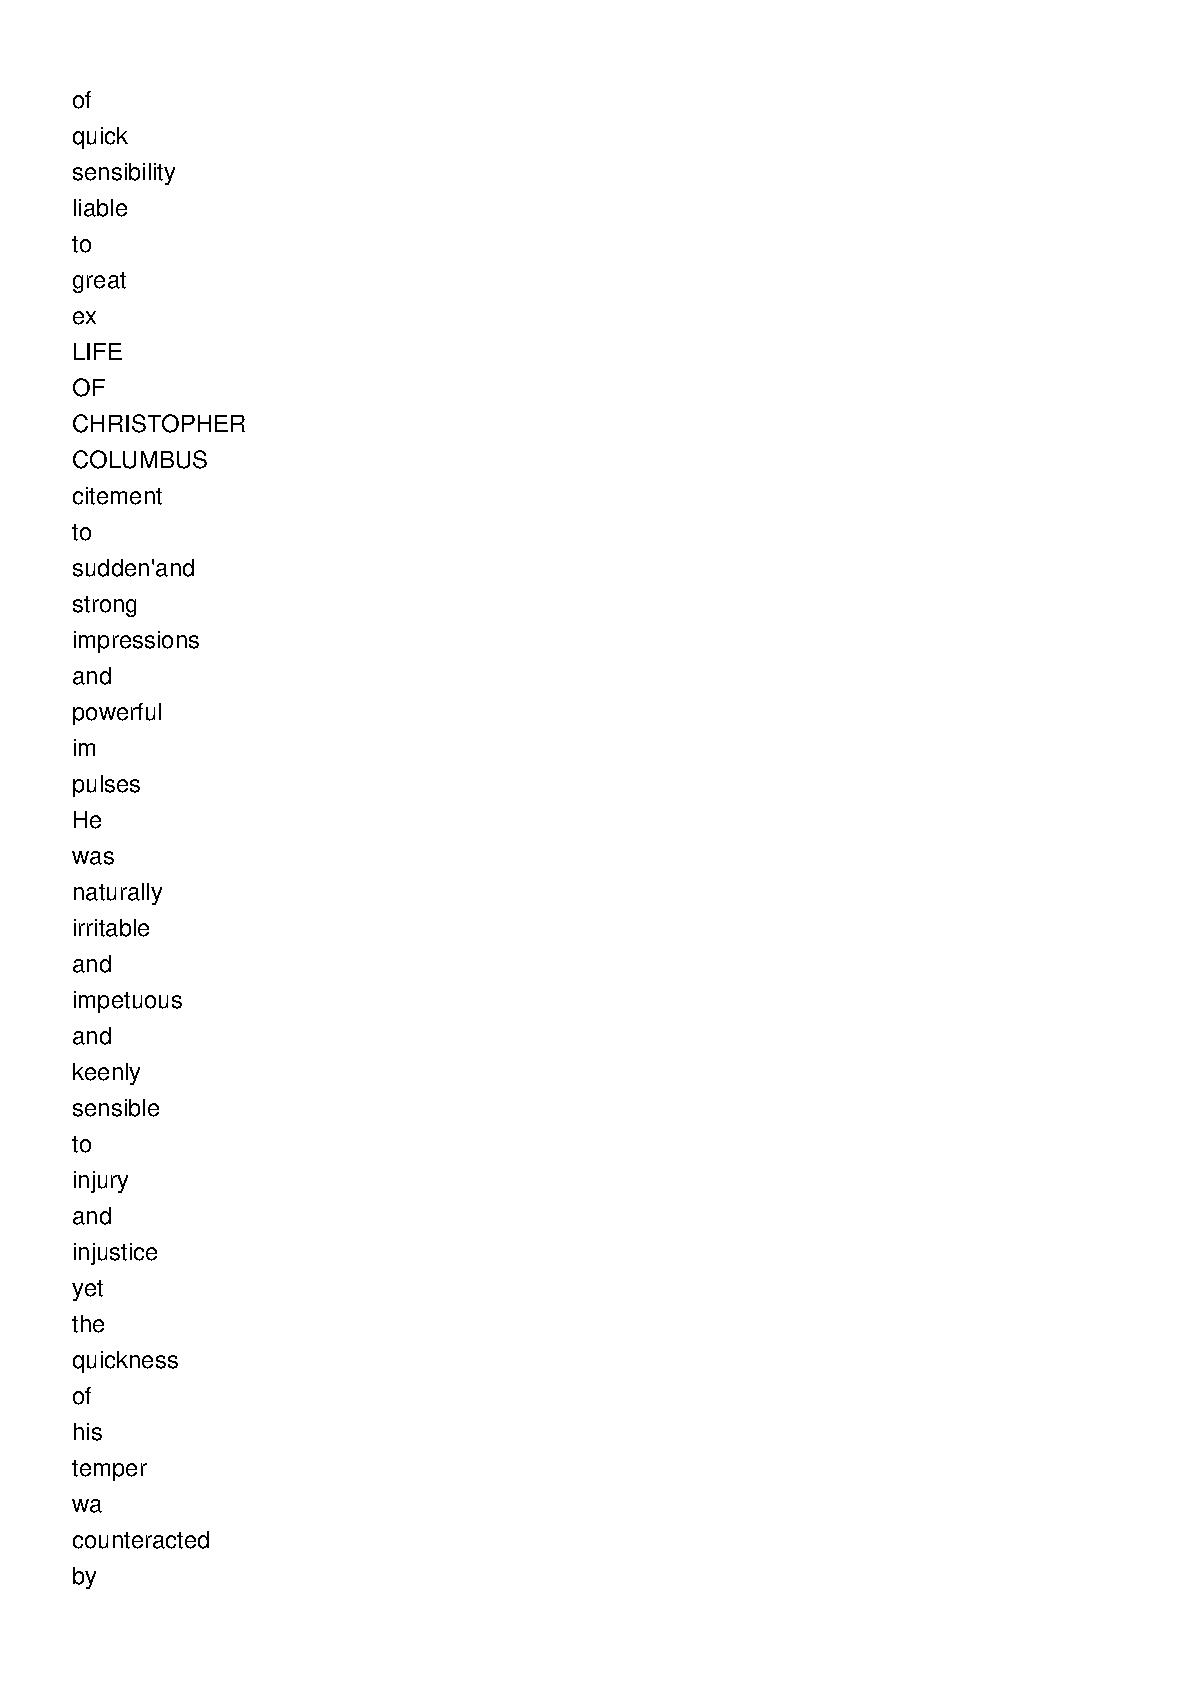 of
quick
sensibility
liable
to
great
ex
LIFE
OF
CHRISTOPHER
COLUMBUS
citement
to
sudden'and
strong
impressions
and
powerful
im
pulses
He
was
naturally
irritable
and
impetuous
and
keenly
sensible
to
injury
and
injustice
yet
the
quickness
of
his
temper
wa
counteracted
by